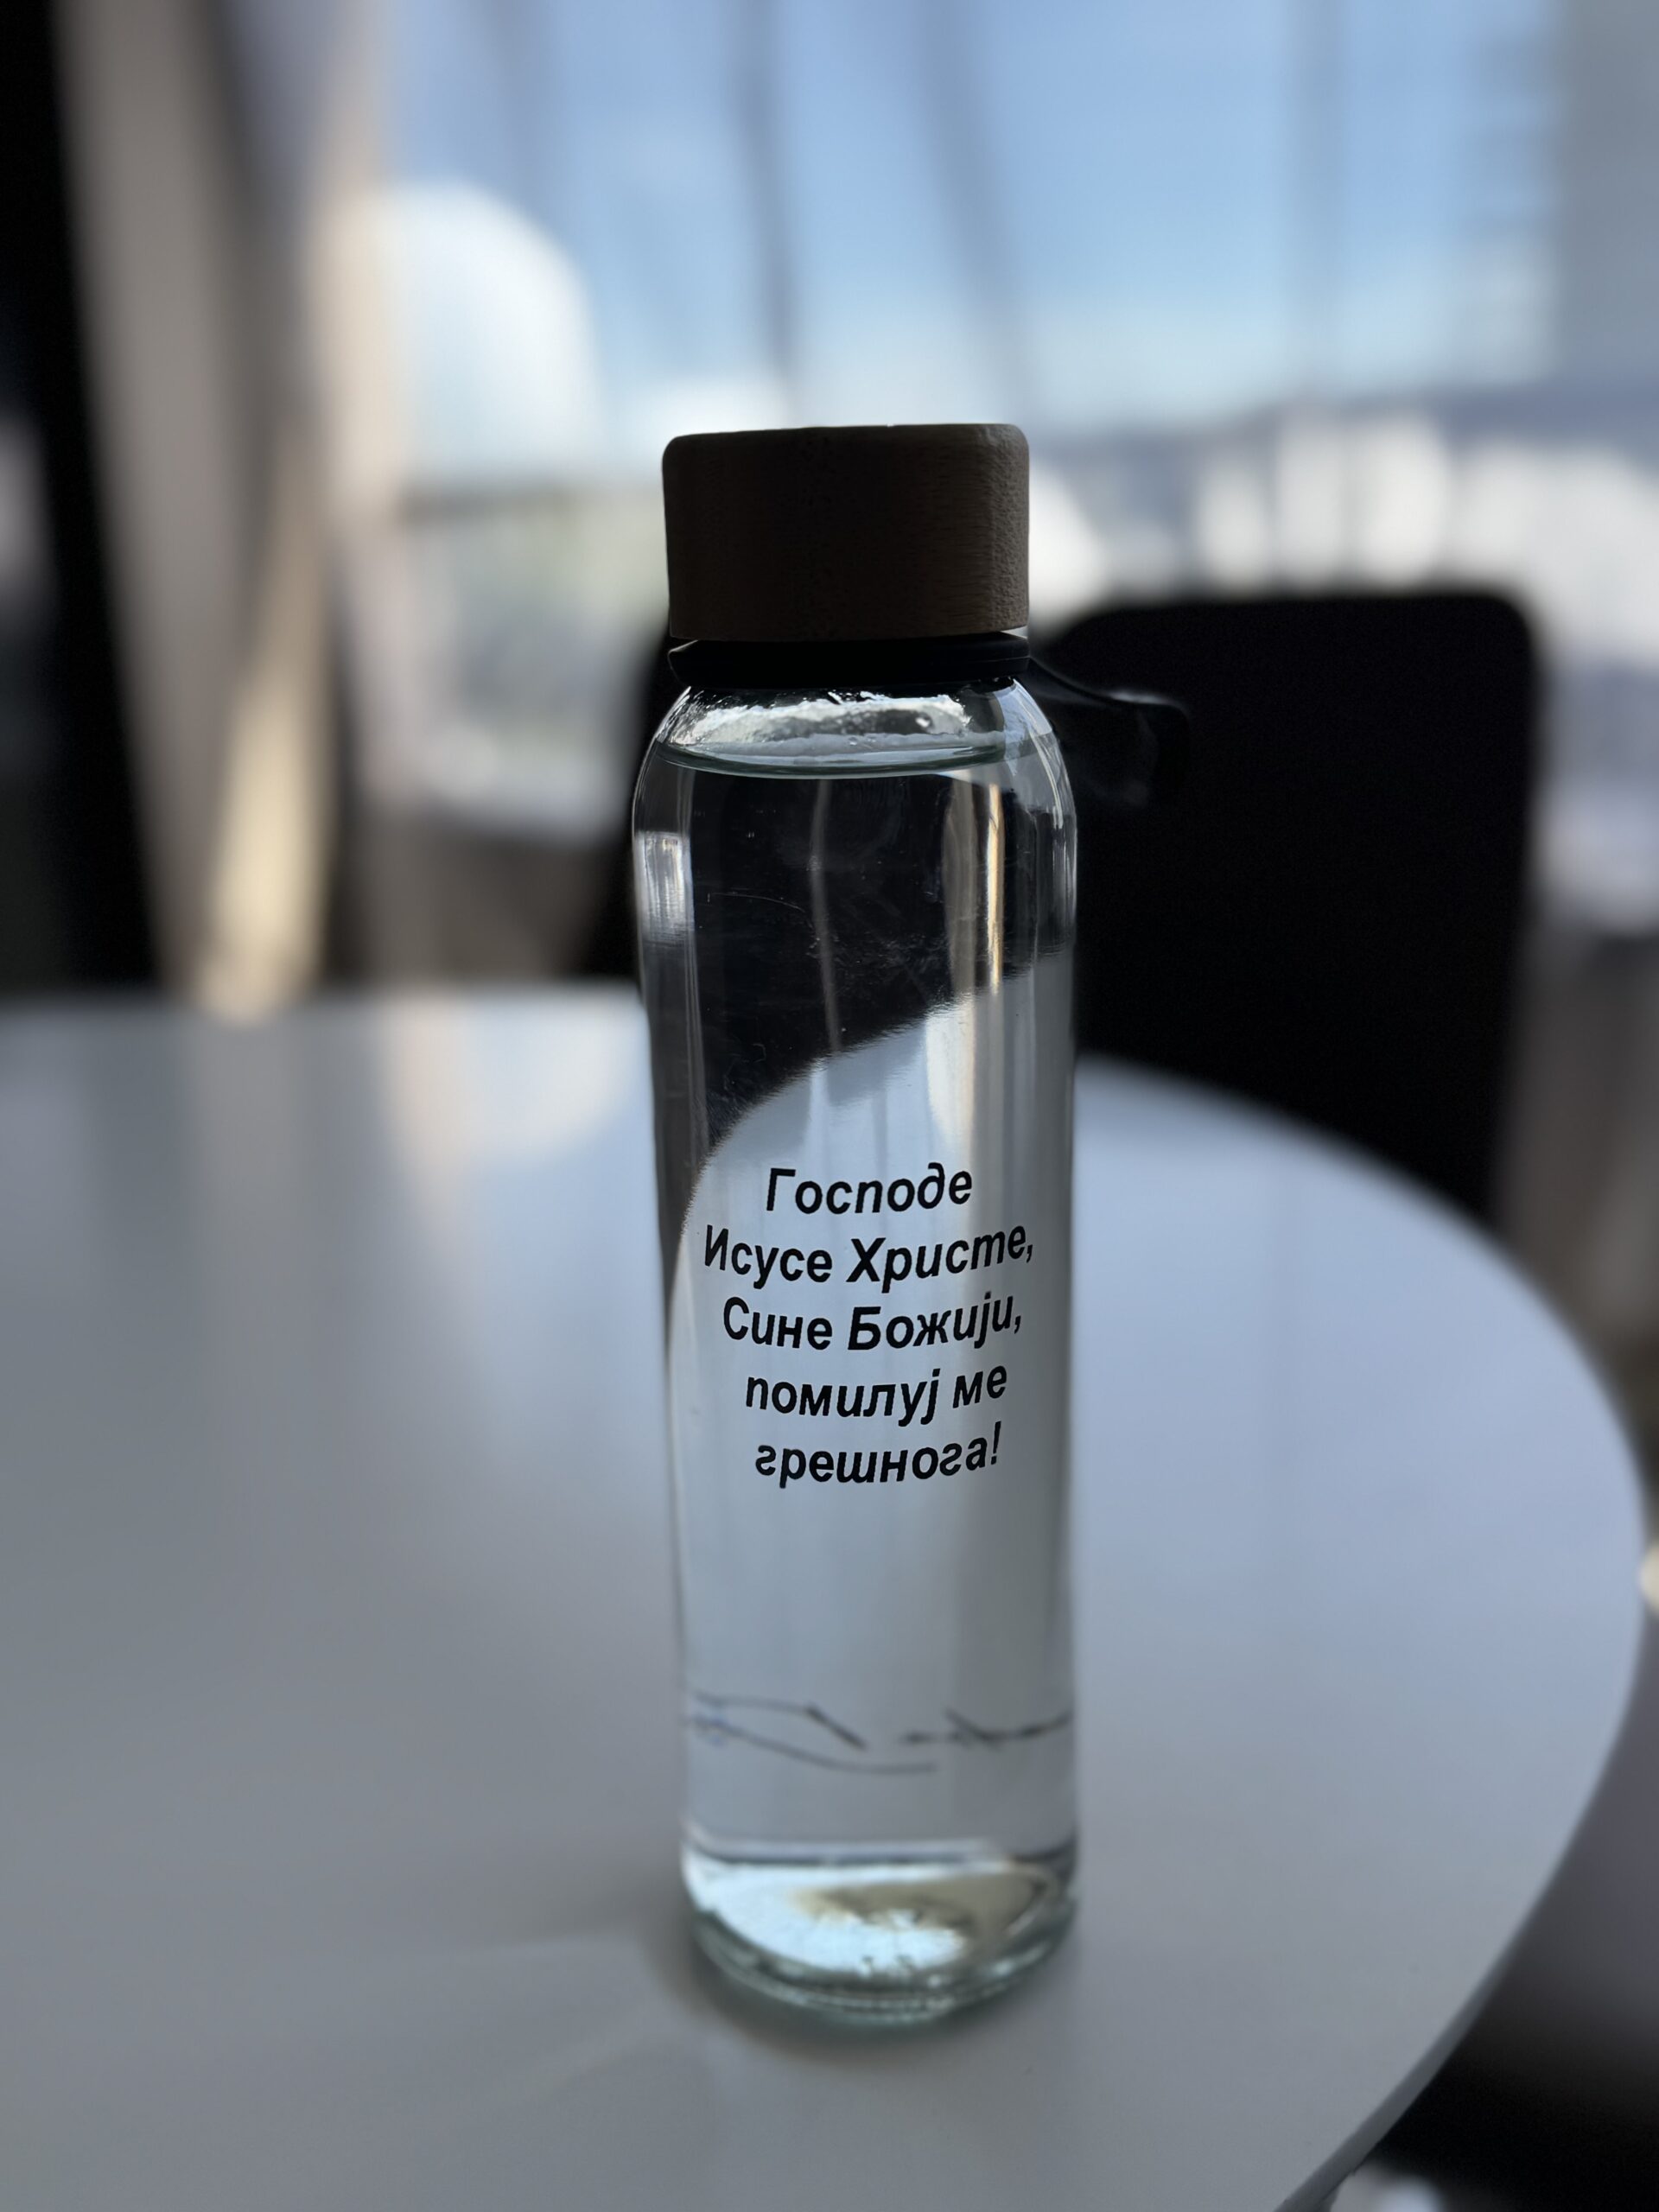 Господе
Исусе Христе,
Сине Божији,
помилуј ме
грешнога!